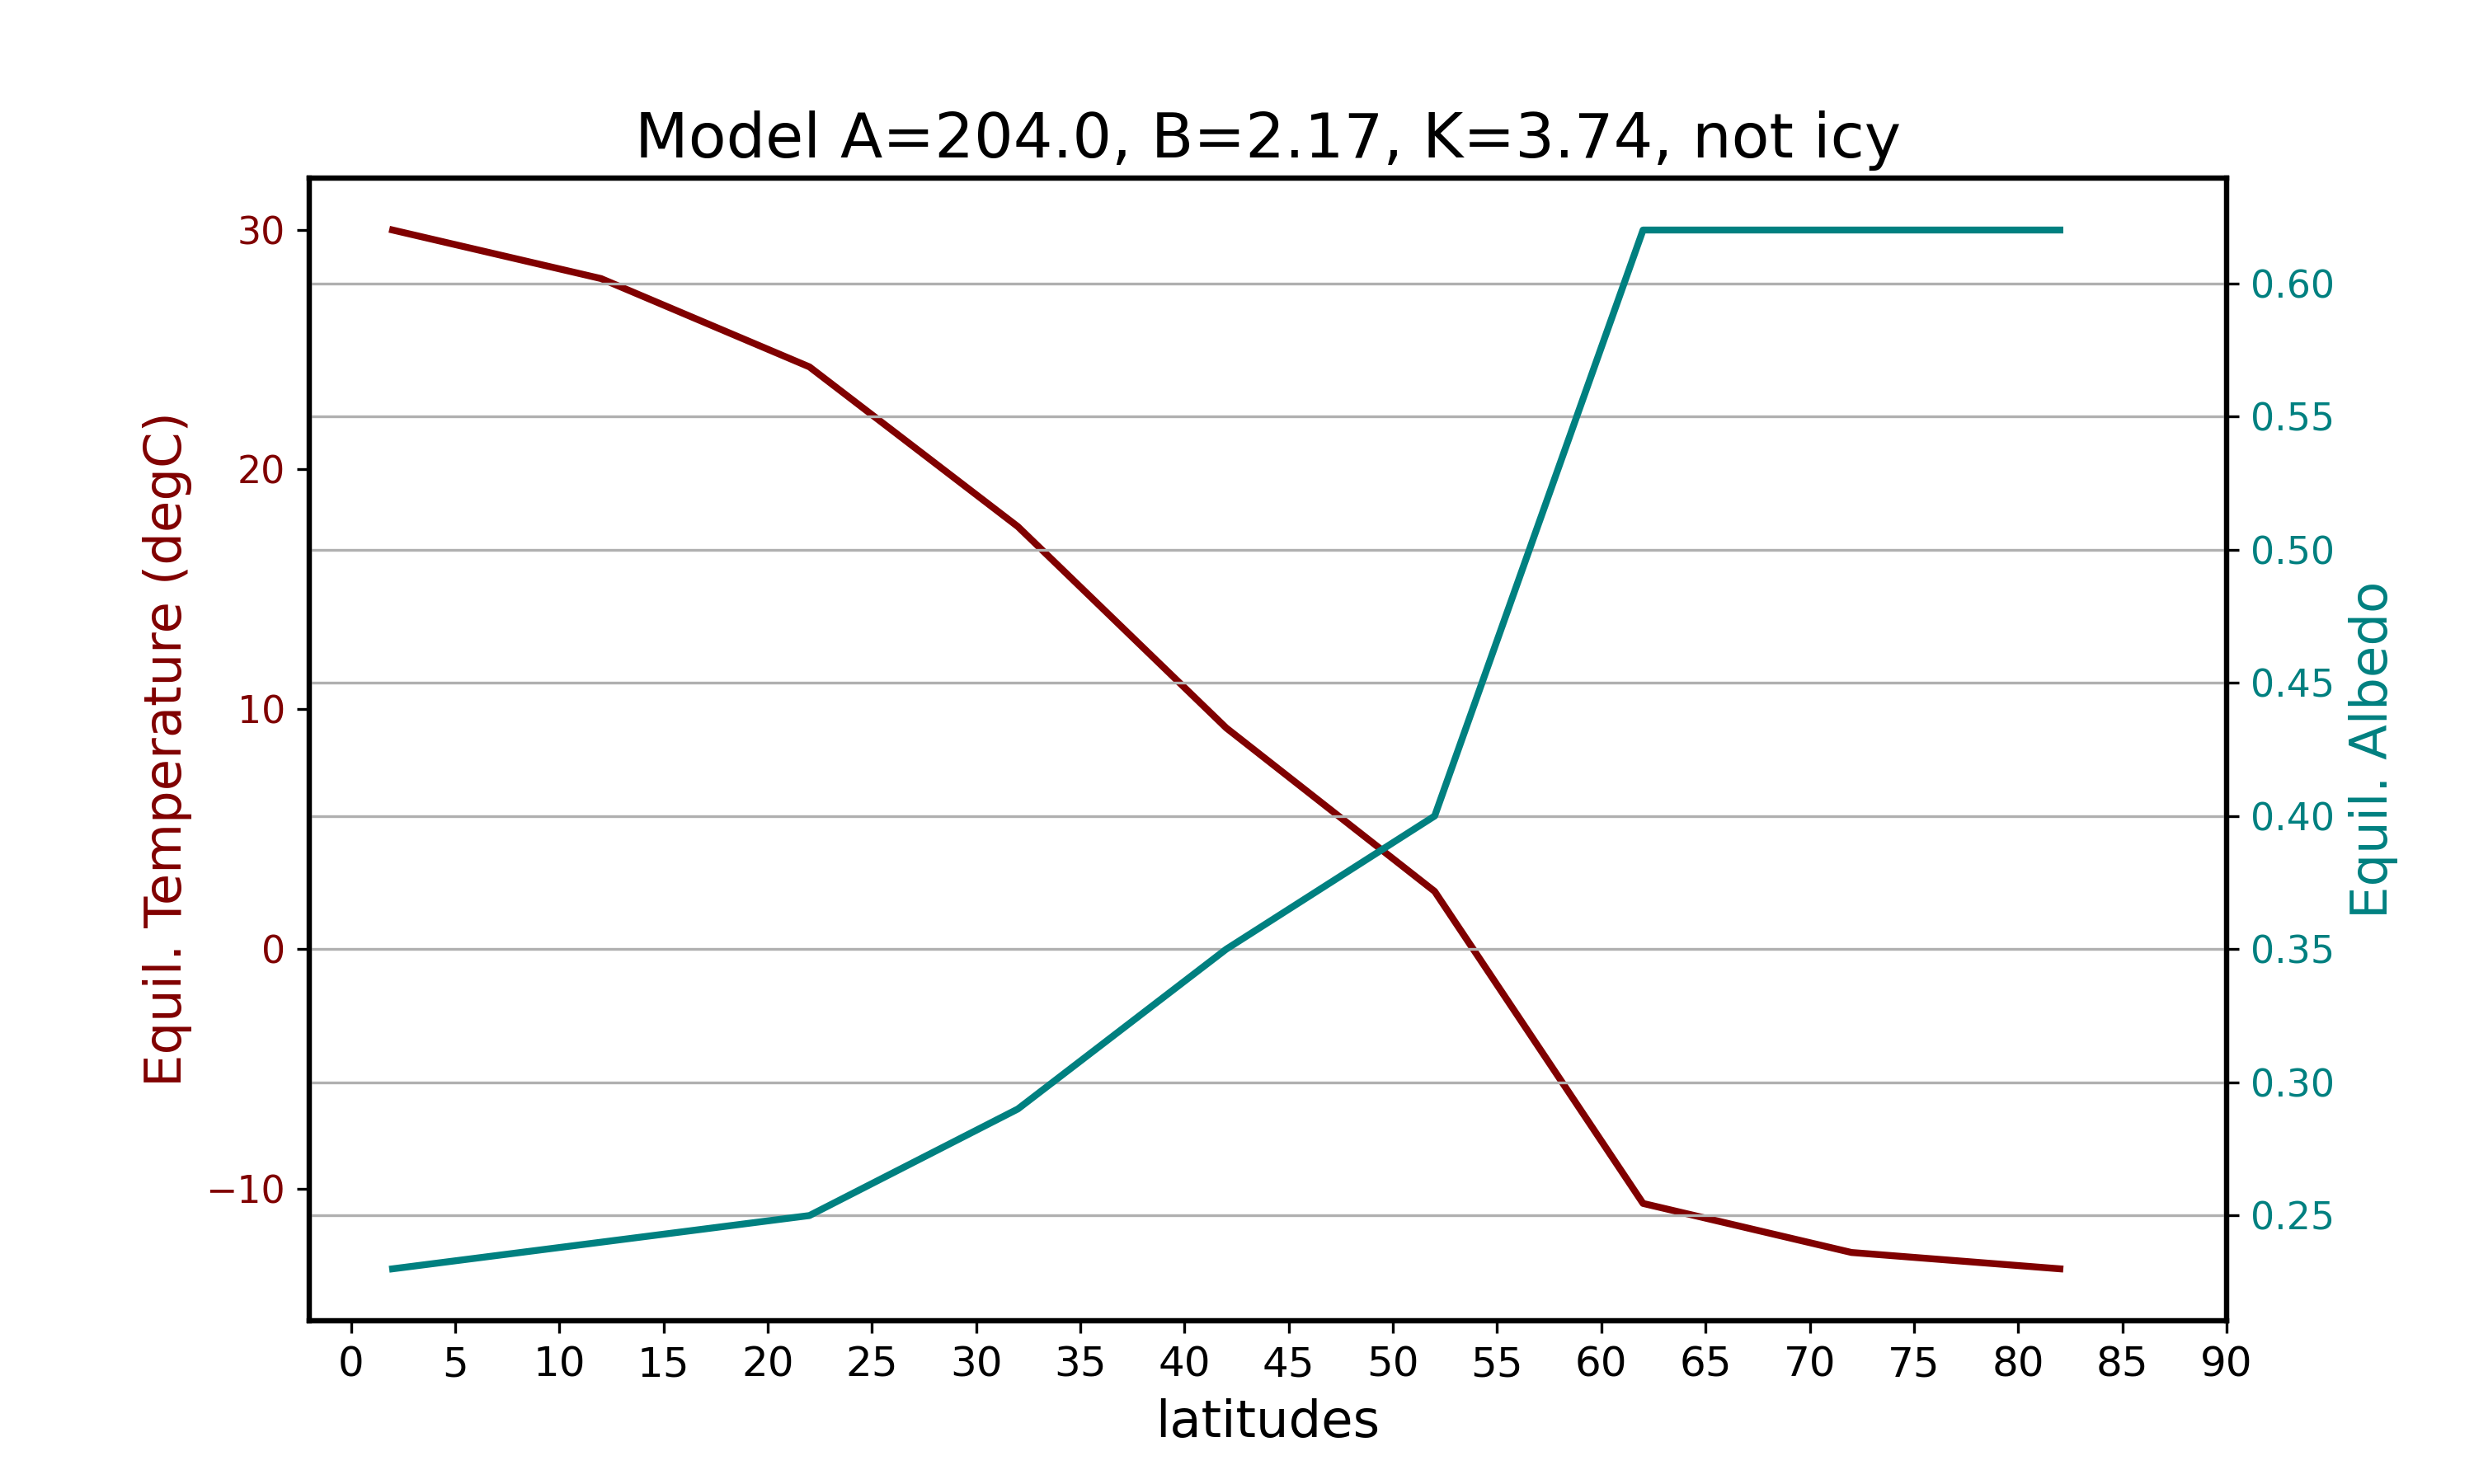 Model A=204.0, B=2.17, K=3.74, not icy
Equil. Temperature (degC)
30
20
10
0
−10
0.60
0.55
0.50
0.45
0.40
0.35
0.30
0.25
Equil. Albedo
0 5 10 15 20 25 30 35 40 45 50 55 60 65 70 75 80 85 90
latitudes